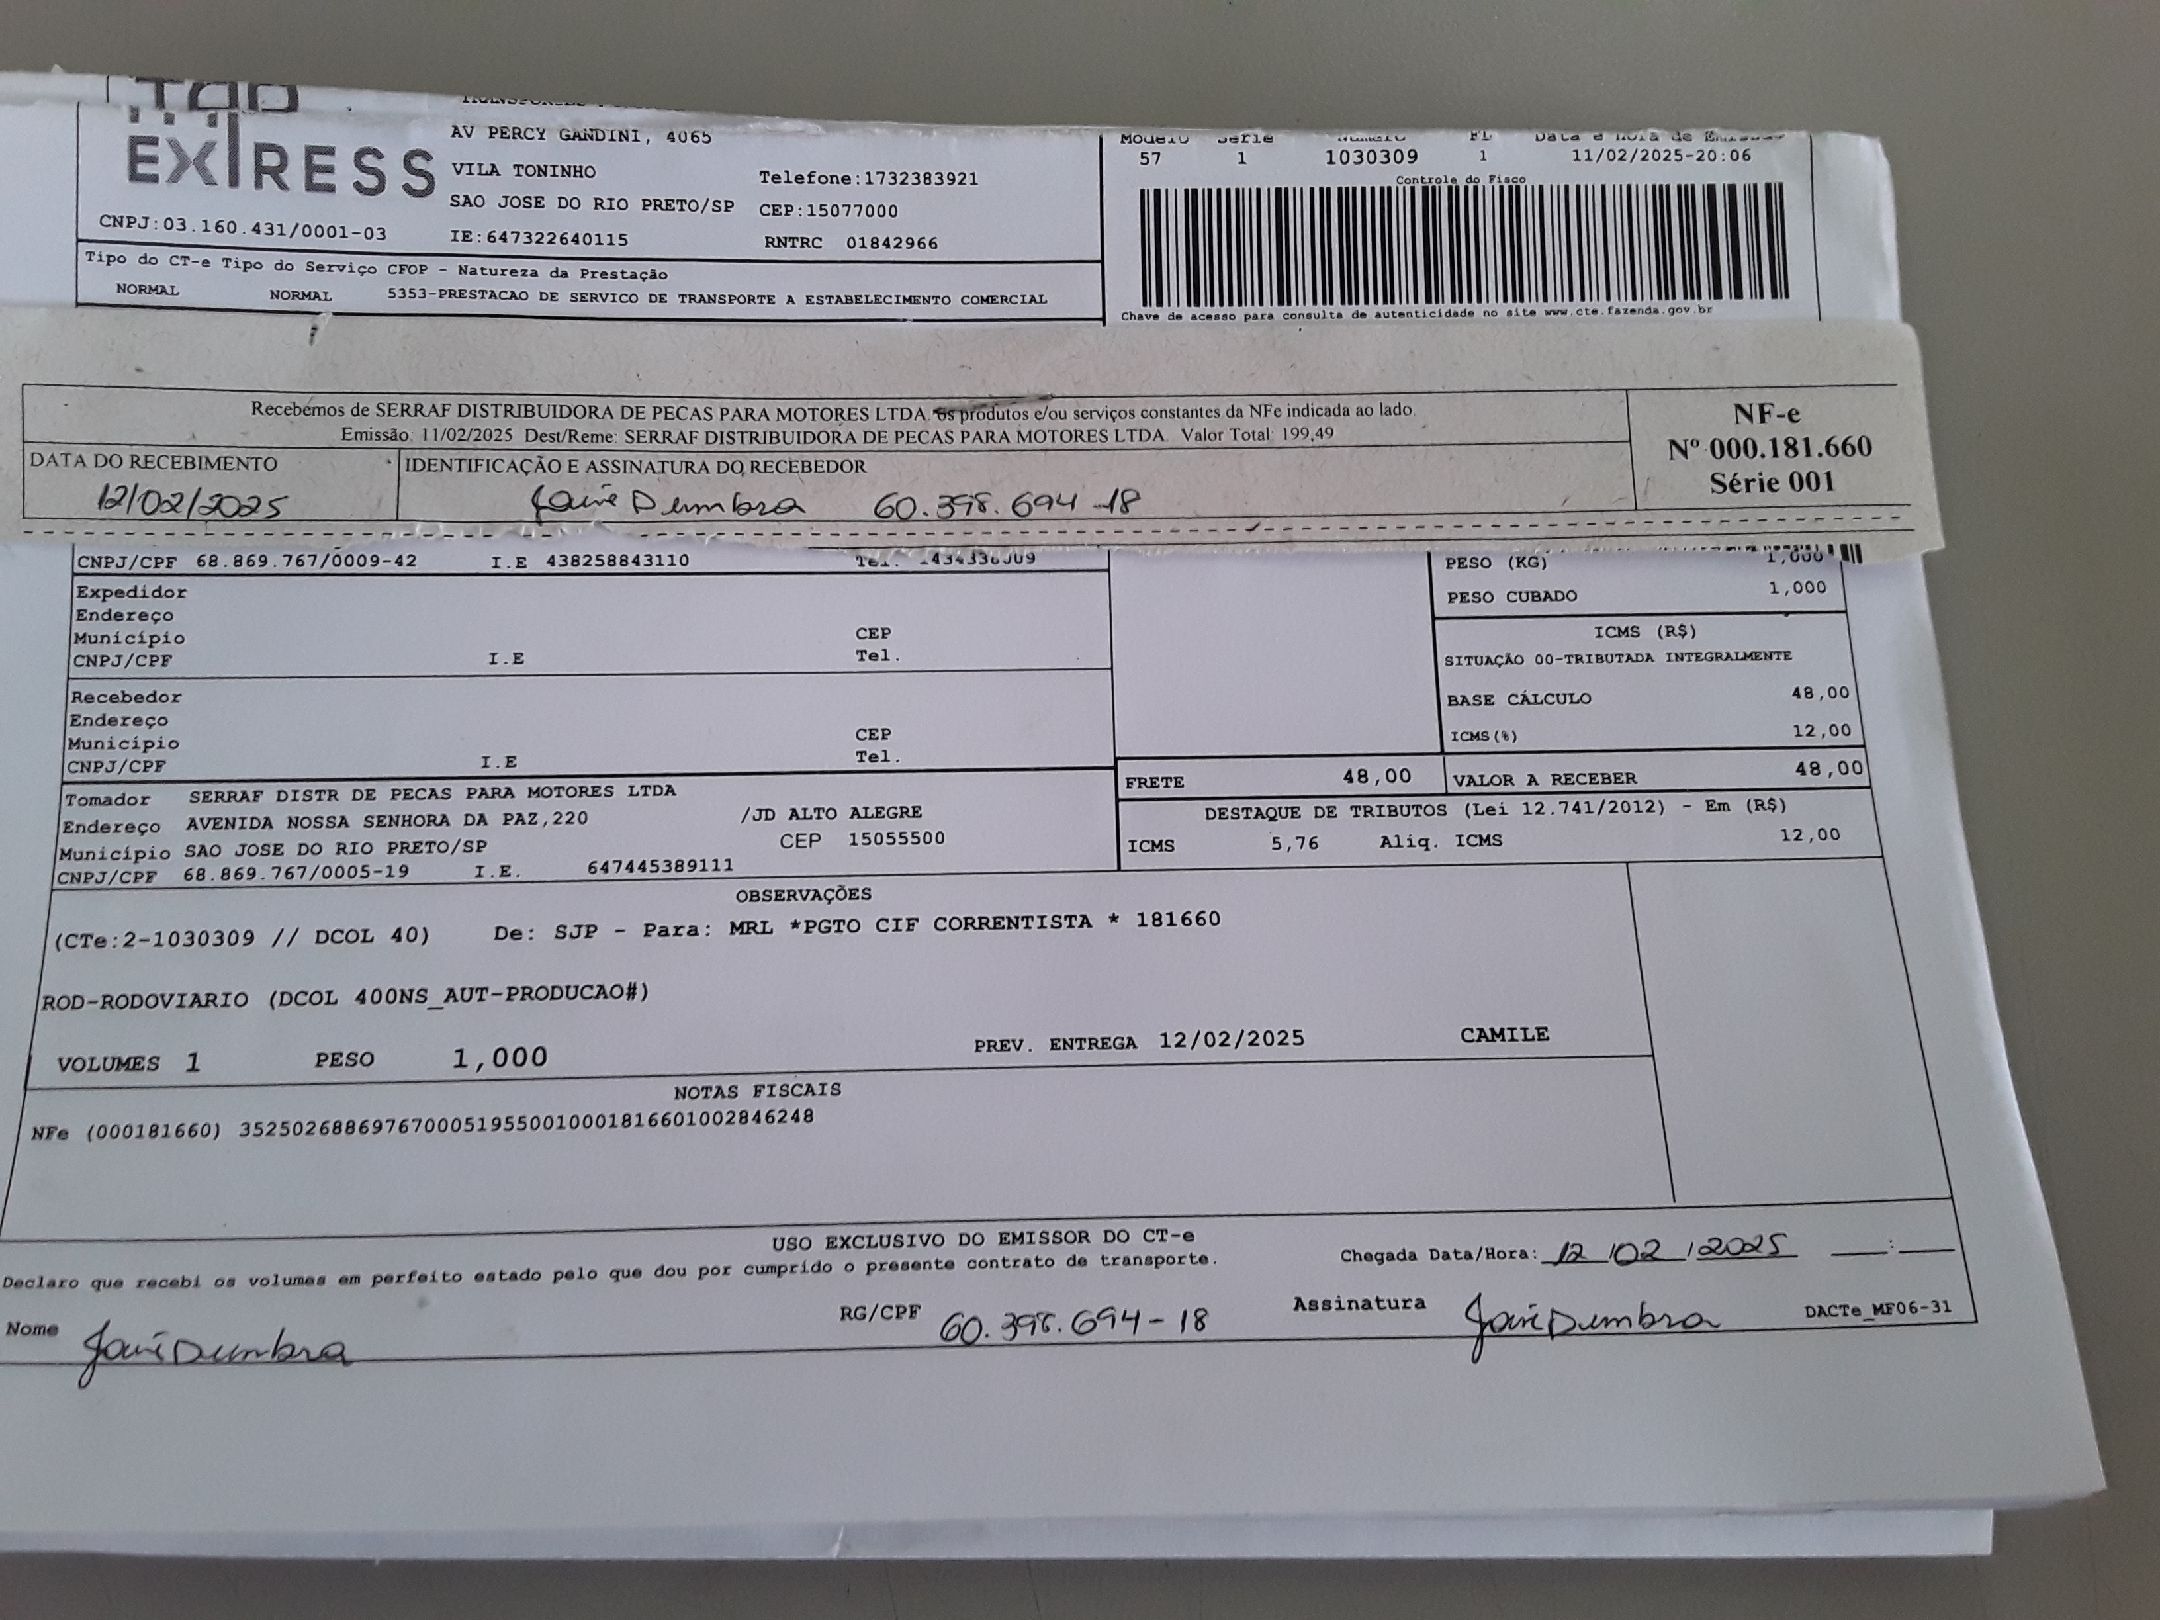 EXPRESS
AV PERCY GANDINI, 4065
VILA TONINHO Telefone:1732383921
SAO JOSE DO RIO PRETO/SP CEP:15077000
CNPJ:03.160.431/0001-03 IE:647322640115 RNTRC 01842966
Modelo Série Número FL Data e Hora de Emissão
57 1 1030309 1 11/02/2025-20:06
Controle do Fisco
Chave de acesso para consulta de autenticidade no site www.cte.fazenda.gov.br
Tipo do CT-e Tipo do Serviço CFOP - Natureza da Prestação
NORMAL NORMAL 5353-PRESTACAO DE SERVICO DE TRANSPORTE A ESTABELECIMENTO COMERCIAL
Recebemos de SERRAF DISTRIBUIDORA DE PECAS PARA MOTORES LTDA os produtos e/ou serviços constantes da NFe indicada ao lado.
Emissão: 11/02/2025 Dest/Reme: SERRAF DISTRIBUIDORA DE PECAS PARA MOTORES LTDA Valor Total: 199,49
NF-e
Nº 000.181.660
Série 001
DATA DO RECEBIMENTO IDENTIFICAÇÃO E ASSINATURA DO RECEBEDOR
12/02/2025 60.398.694-18
CNPJ/CPF 68.869.767/0009-42 I.E 438258843110 Tel.
Expedidor
Endereço
Município CEP
CNPJ/CPF I.E Tel.
Recebedor
Endereço
Município CEP
CNPJ/CPF I.E Tel.
PESO (KG) 1,000
PESO CUBADO 1,000
ICMS (R$)
SITUAÇÃO 00-TRIBUTADA INTEGRALMENTE
BASE CÁLCULO 48,00
ICMS(%) 12,00
FRETE 48,00 VALOR A RECEBER 48,00
Tomador SERRAF DISTR DE PECAS PARA MOTORES LTDA
Endereço AVENIDA NOSSA SENHORA DA PAZ,220 /JD ALTO ALEGRE
Município SAO JOSE DO RIO PRETO/SP CEP 15055500
CNPJ/CPF 68.869.767/0005-19 I.E. 647445389111
DESTAQUE DE TRIBUTOS (Lei 12.741/2012) - Em (R$)
ICMS 5,76 Aliq. ICMS 12,00
OBSERVAÇÕES
(CTe:2-1030309 // DCOL 40) De: SJP - Para: MRL *PGTO CIF CORRENTISTA * 181660
ROD-RODOVIARIO (DCOL 400NS_AUT-PRODUCAO#)
VOLUMES 1 PESO 1,000 PREV. ENTREGA 12/02/2025 CAMILE
NOTAS FISCAIS
NFe (000181660) 35250268869767000519550010001816601002846248
USO EXCLUSIVO DO EMISSOR DO CT-e
Declaro que recebi os volumes em perfeito estado pelo que dou por cumprido o presente contrato de transporte.
Chegada Data/Hora: 12/02/2025 :
Nome RG/CPF 60.398.694-18 Assinatura DACTe_MF06-31